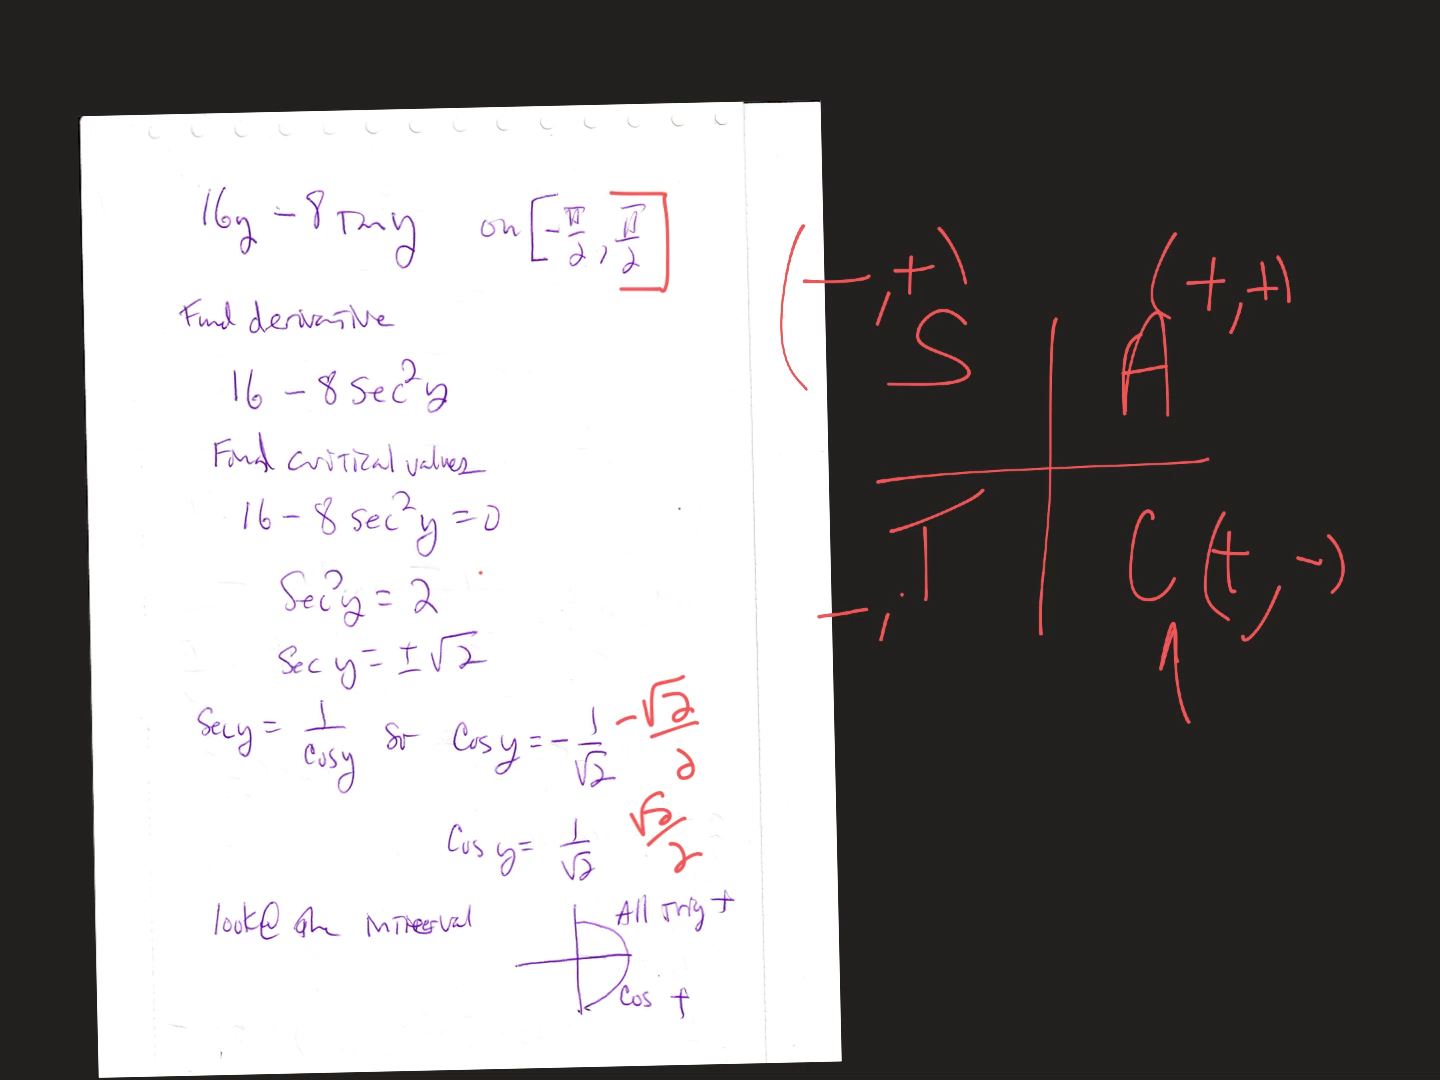 16y - 8 Tan y on [-π/2, π/2]
Find derivative
16 - 8 sec²y
Find critical values
16 - 8 sec²y = 0
Sec²y = 2
Sec y = ±√2
Sec y = 1/cosy so Cos y = -1/√2 -√2/2
Cos y = 1/√2 √2/2
look@ the interval
All Trig +
Cos +
(-,+) (+,+)
S A
T C (+,-)
-,